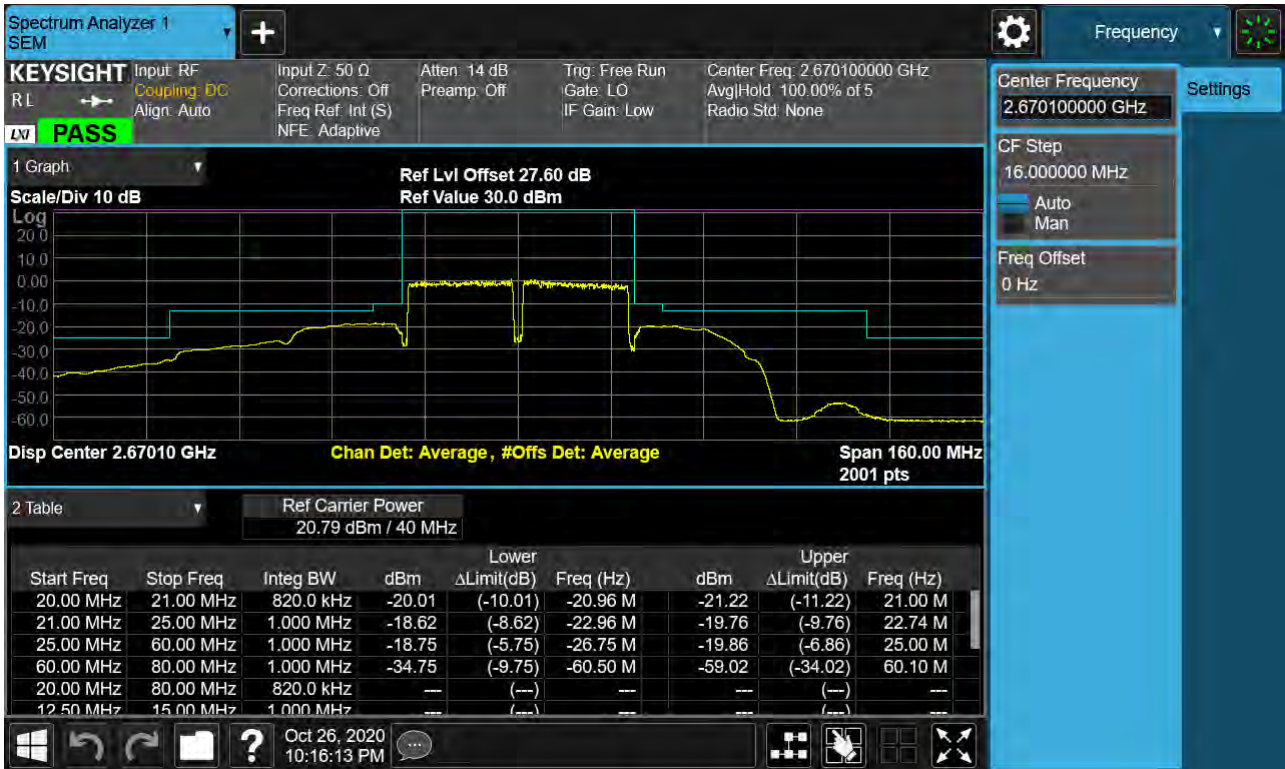 Spectrum Analyzer 1
SEM
Frequency
KEYSIGHT
R L
LXI
PASS
Input: RF
Coupling: DC
Align: Auto
Input Z: 50 Ω
Corrections: Off
Freq Ref: Int (S)
NFE: Adaptive
Atten: 14 dB
Preamp: Off
Trig: Free Run
Gate: LO
IF Gain: Low
Center Freq: 2.670100000 GHz
Avg|Hold: 100.00% of 5
Radio Std: None
Center Frequency
2.670100000 GHz
Settings
CF Step
16.000000 MHz
Auto
Man
Freq Offset
0 Hz
1 Graph
Scale/Div 10 dB
Ref Lvl Offset 27.60 dB
Ref Value 30.0 dBm
Log
20.0
10.0
0.00
-10.0
-20.0
-30.0
-40.0
-50.0
-60.0
Disp Center 2.67010 GHz
Chan Det: Average, #Offs Det: Average
Span 160.00 MHz
2001 pts
2 Table
Ref Carrier Power
20.79 dBm / 40 MHz
Lower Upper
Start Freq Stop Freq Integ BW dBm ΔLimit(dB) Freq (Hz) dBm ΔLimit(dB) Freq (Hz)
20.00 MHz 21.00 MHz 820.0 kHz -20.01 (-10.01) -20.96 M -21.22 (-11.22) 21.00 M
21.00 MHz 25.00 MHz 1.000 MHz -18.62 (-8.62) -22.96 M -19.76 (-9.76) 22.74 M
25.00 MHz 60.00 MHz 1.000 MHz -18.75 (-5.75) -26.75 M -19.86 (-6.86) 25.00 M
60.00 MHz 80.00 MHz 1.000 MHz -34.75 (-9.75) -60.50 M -59.02 (-34.02) 60.10 M
20.00 MHz 80.00 MHz 820.0 kHz --- (---) --- --- (---) ---
12.50 MHz 15.00 MHz 1.000 MHz --- (---) --- --- (---) ---
?
Oct 26, 2020
10:16:13 PM